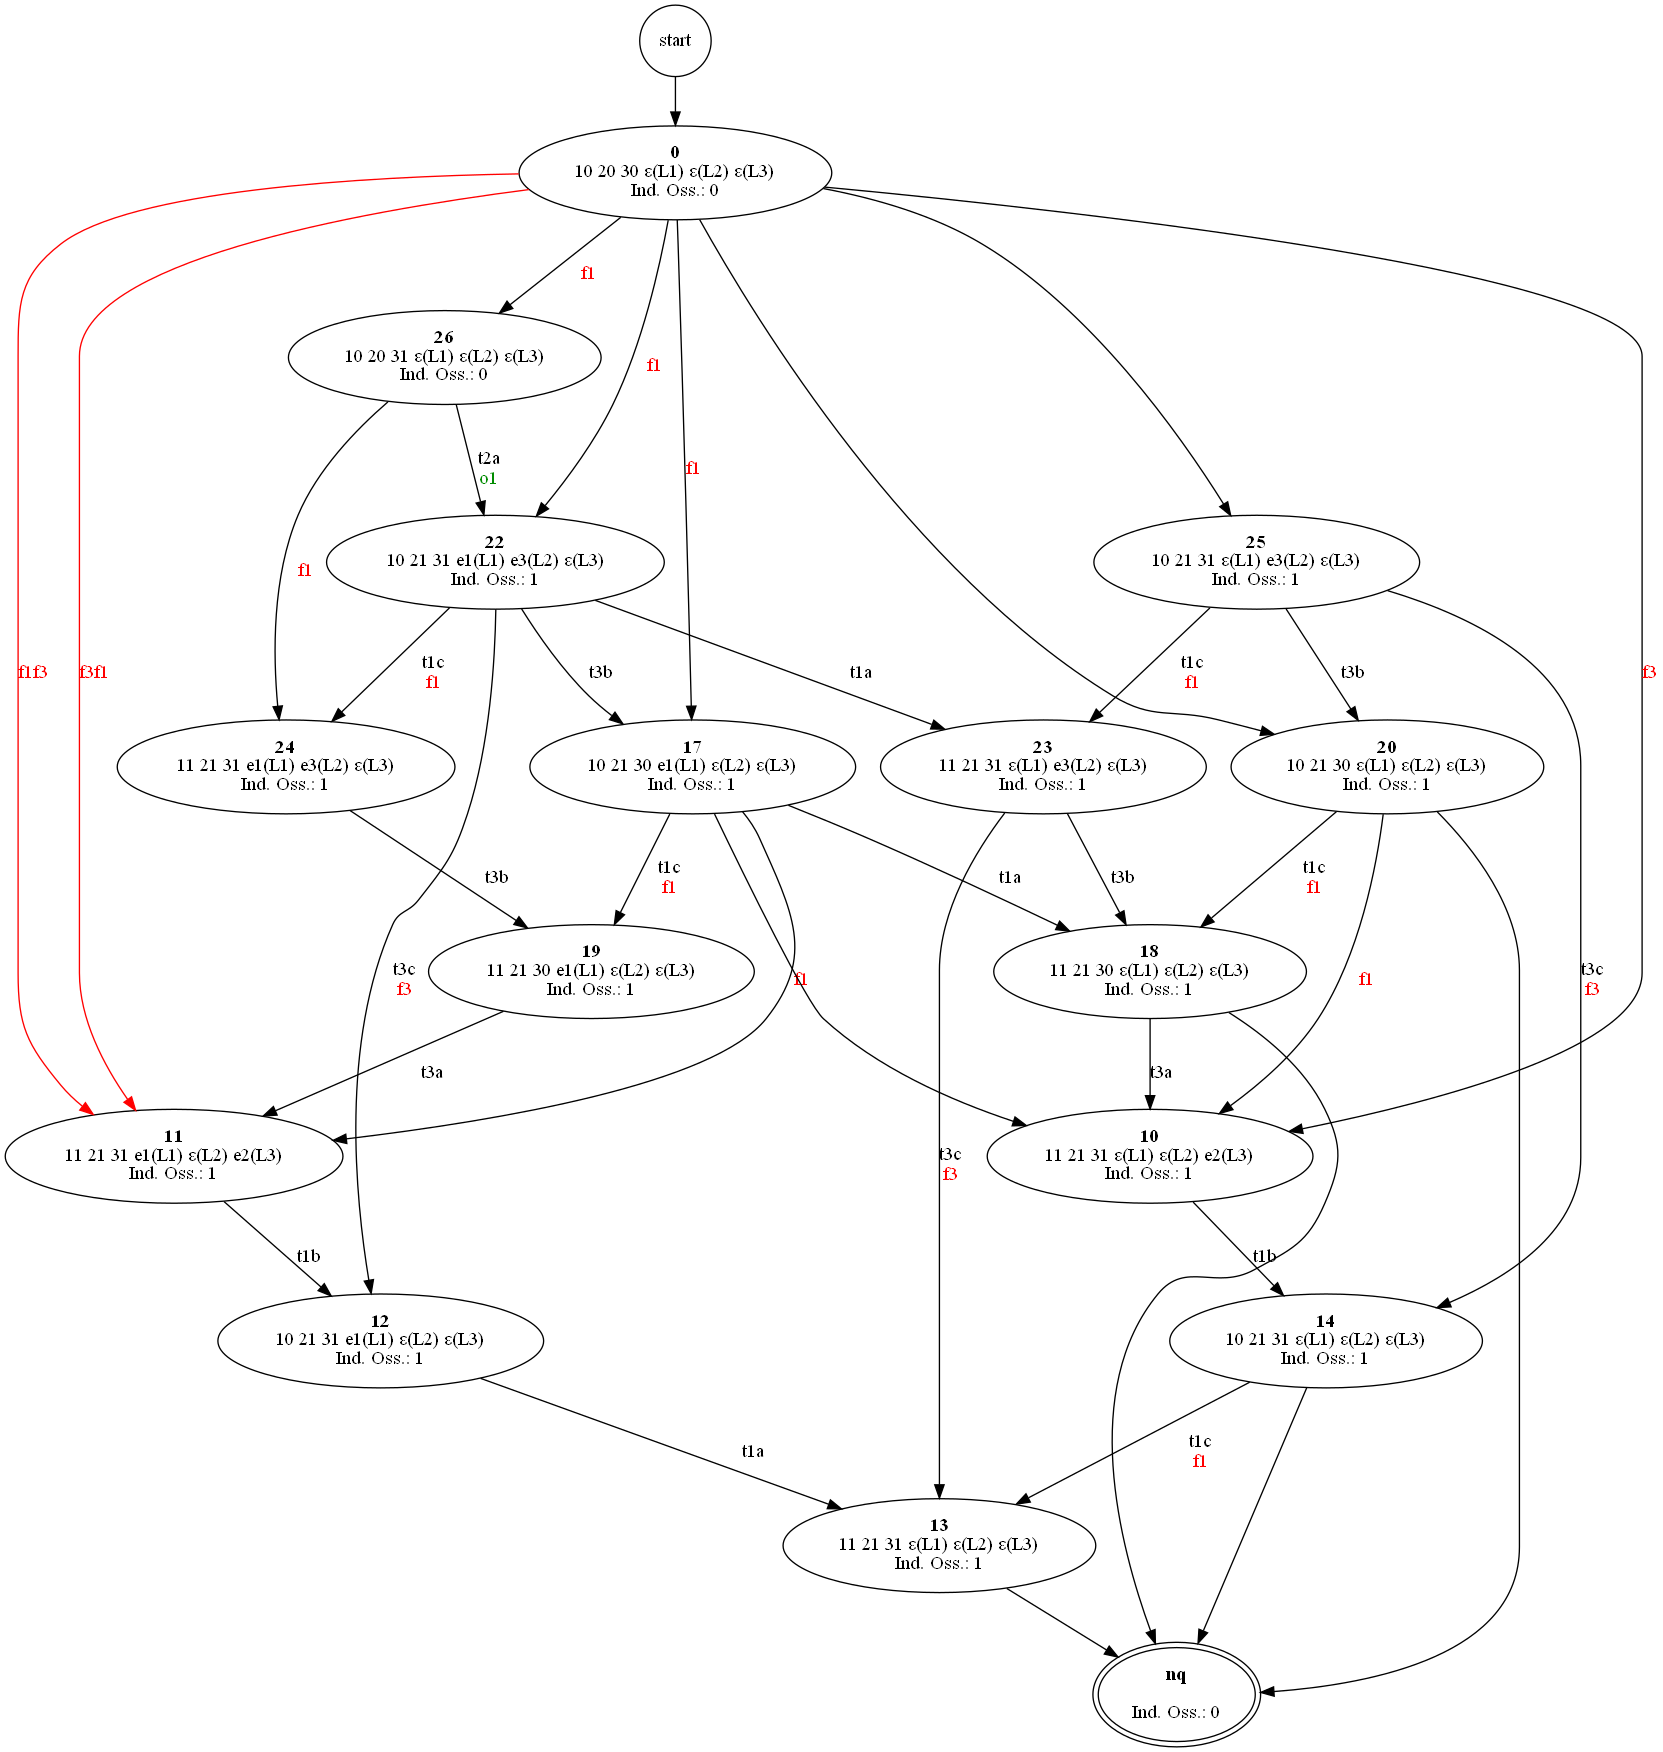 start
0
10 20 30 ε(L1) ε(L2) ε(L3)
Ind. Oss.: 0
f1
26
10 20 31 ε(L1) ε(L2) ε(L3)
Ind. Oss.: 0
f1
t2a
o1
f1
22
10 21 31 e1(L1) e3(L2) ε(L3)
Ind. Oss.: 1
25
10 21 31 ε(L1) e3(L2) ε(L3)
Ind. Oss.: 1
f1
f1f3
f3f1
t1c
f1
t3b
t1a
t1c
f1
t3b
f3
24
11 21 31 e1(L1) e3(L2) ε(L3)
Ind. Oss.: 1
17
10 21 30 e1(L1) ε(L2) ε(L3)
Ind. Oss.: 1
23
11 21 31 ε(L1) e3(L2) ε(L3)
Ind. Oss.: 1
20
10 21 30 ε(L1) ε(L2) ε(L3)
Ind. Oss.: 1
t3b
t1c
f1
t1a
t3b
t1c
f1
t3c
f3
19
11 21 30 e1(L1) ε(L2) ε(L3)
Ind. Oss.: 1
f1
18
11 21 30 ε(L1) ε(L2) ε(L3)
Ind. Oss.: 1
f1
t3c
f3
t3a
t3a
11
11 21 31 e1(L1) ε(L2) e2(L3)
Ind. Oss.: 1
t3c
f3
10
11 21 31 ε(L1) ε(L2) e2(L3)
Ind. Oss.: 1
t1b
t1b
12
10 21 31 e1(L1) ε(L2) ε(L3)
Ind. Oss.: 1
14
10 21 31 ε(L1) ε(L2) ε(L3)
Ind. Oss.: 1
t1a
t1c
f1
13
11 21 31 ε(L1) ε(L2) ε(L3)
Ind. Oss.: 1
nq
Ind. Oss.: 0